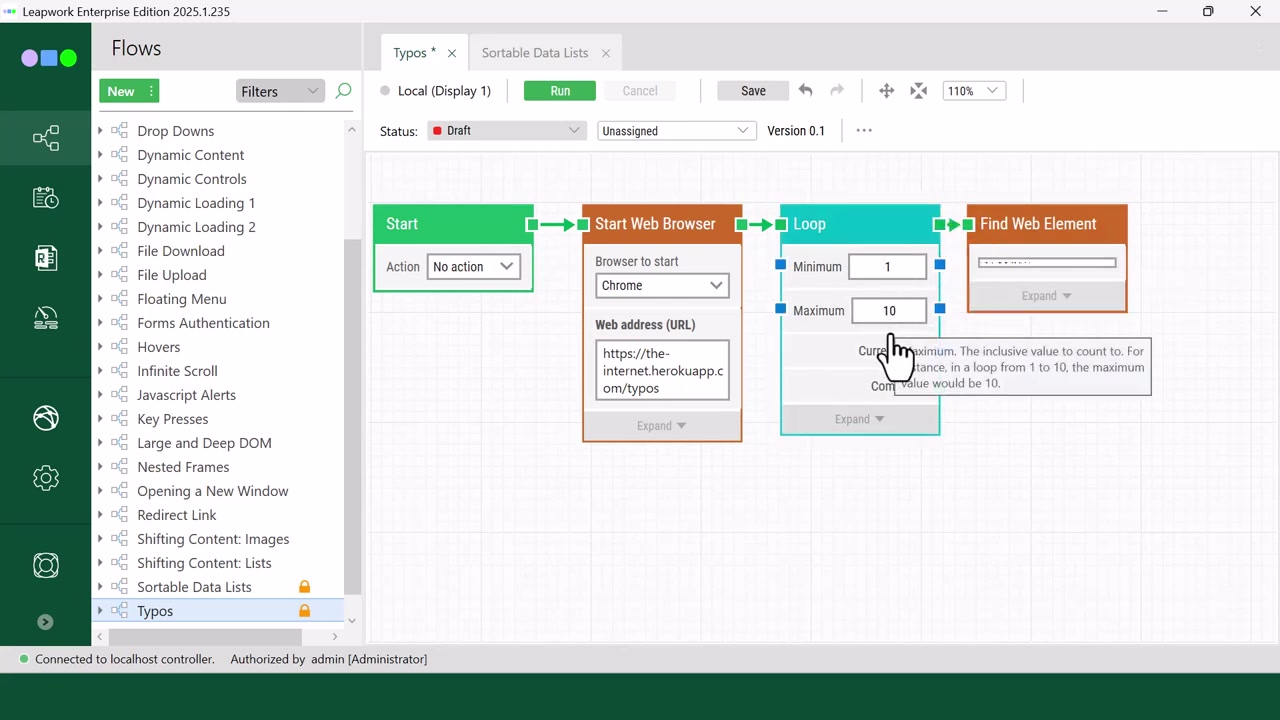 Leapwork Enterprise Edition 2025.1.235
Flows
New
Filters
Drop Downs
Dynamic Content
Dynamic Controls
Dynamic Loading 1
Dynamic Loading 2
File Download
File Upload
Floating Menu
Forms Authentication
Hovers
Infinite Scroll
Javascript Alerts
Key Presses
Large and Deep DOM
Nested Frames
Opening a New Window
Redirect Link
Shifting Content: Images
Shifting Content: Lists
Sortable Data Lists
Typos
Typos *
Sortable Data Lists
Local (Display 1)
Run
Cancel
Save
110%
Status:
Draft
Unassigned
Version 0.1
Start
Action
No action
Start Web Browser
Browser to start
Chrome
Web address (URL)
https://the-
internet.herokuapp.c
om/typos
Expand
Loop
Minimum
1
Maximum
10
Expand
Find Web Element
Expand
The inclusive value to count to. For
in a loop from 1 to 10, the maximum
value would be 10.
Connected to localhost controller.
Authorized by admin [Administrator]